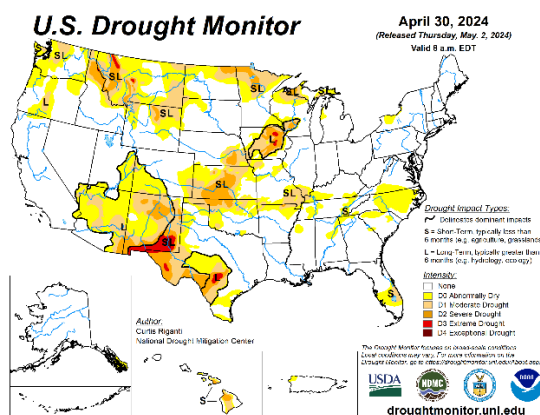 U.S. Drought Monitor
April 30, 2024
(Released Thursday, May. 2, 2024)
Valid 8 a.m. EDT
S
SL
SL
L
SL
SL
SL
SL
L
SL
SL
L
SL
L
S
S
S
Drought Impact Types:
Delineates dominant impacts
S = Short-Term, typically less than
6 months (e.g. agriculture, grasslands
L = Long-Term, typically greater than
6 months (e.g. hydrology, ecology)
Intensity:
None
D0 Abnormally Dry
D1 Moderate Drought
D2 Severe Drought
D3 Extreme Drought
D4 Exceptional Drought
Author:
Curtis Riganti
National Drought Mitigation Center
The Drought Monitor focuses on broad-scale conditions.
Local conditions may vary. For more information on the
Drought Monitor, go to https://droughtmonitor.unl.edu/About.aspx
USDA
NDMC
NOAA
droughtmonitor.unl.edu